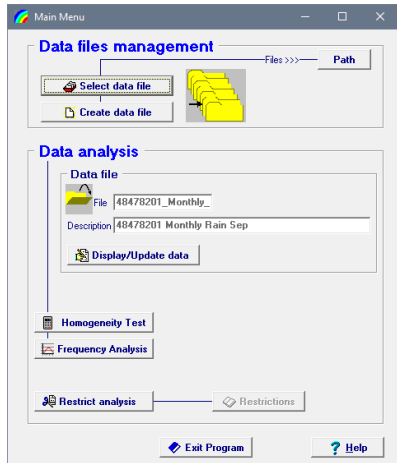 Main Menu
Data files management
Files >>>
Path
Select data file
Create data file
Data analysis
Data file
File 48478201_Monthly_
Description 48478201 Monthly Rain Sep
Display/Update data
Homogeneity Test
Frequency Analysis
Restrict analysis
Restrictions
Exit Program
? Help